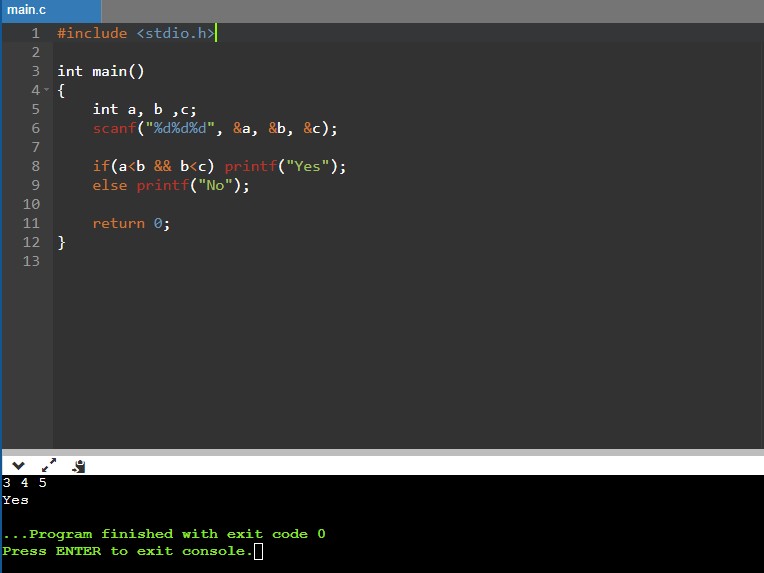 main.c
1 #include <stdio.h>
2
3 int main()
4 {
5     int a, b ,c;
6     scanf("%d%d%d", &a, &b, &c);
7
8     if(a<b && b<c) printf("Yes");
9     else printf("No");
10
11     return 0;
12 }
13
3 4 5
Yes
...Program finished with exit code 0
Press ENTER to exit console.